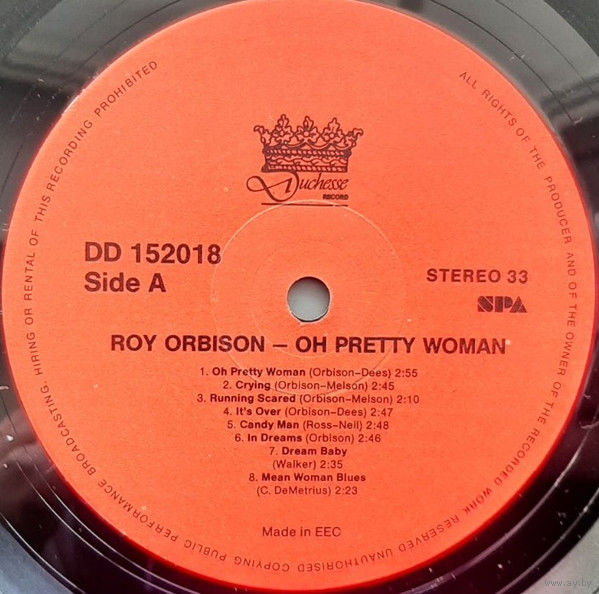 ALL RIGHTS OF THE PRODUCER AND OF THE OWNER OF THE RECORDED WORK RESERVED UNAUTHORISED COPYING PUBLIC PERFORMANCE BROADCASTING, HIRING OR RENTAL OF THIS RECORDING PROHIBITED
Duchesse
RECORD
DD 152018
Side A
STEREO 33
SPA
ROY ORBISON – OH PRETTY WOMAN
1. Oh Pretty Woman (Orbison–Dees) 2:55
2. Crying (Orbison–Melson) 2:45
3. Running Scared (Orbison–Melson) 2:10
4. It's Over (Orbison–Dees) 2:47
5. Candy Man (Ross–Neil) 2:48
6. In Dreams (Orbison) 2:46
7. Dream Baby
(Walker) 2:35
8. Mean Woman Blues
(C. DeMetrius) 2:23
Made in EEC
www.ay.by